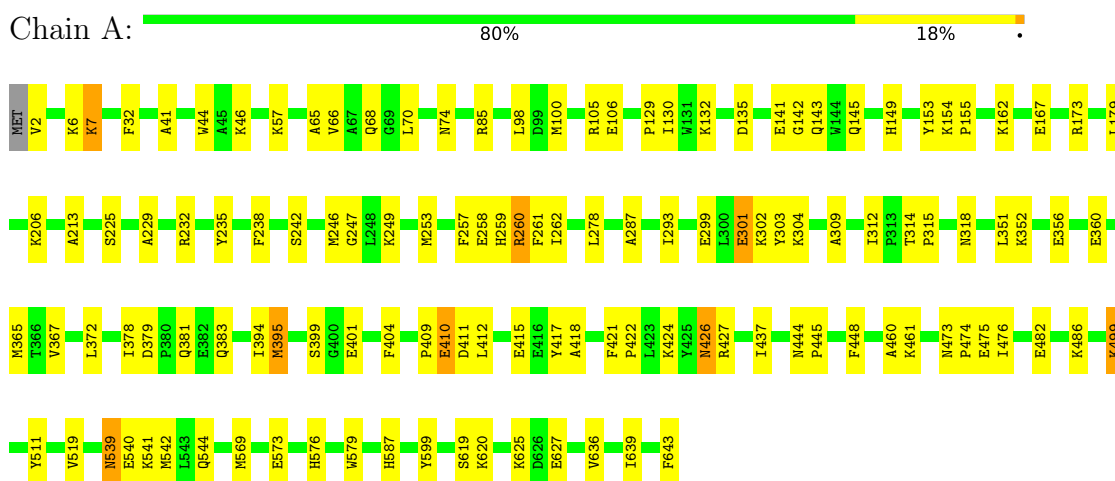 Chain A:
80% 18% •
MET V2 K6 K7 F32 A41 W44 A45 K46 K57 A65 V66 A67 Q68 G69 L70 N74 R85 L98 D99 M100 R105 E106 P129 I130 W131 K132 D135 E141 G142 Q143 W144 Q145 H149 Y153 K154 P155 K162 E167 R173
K206 A213 S225 A229 R232 Y235 F238 S242 M246 G247 L248 K249 M253 F257 E258 H259 R260 F261 I262 L278 A287 I293 E299 L300 E301 K302 Y303 K304 A309 I312 P313 T314 P315 N318 L351 K352 E356 E360
M365 T366 V367 L372 I378 D379 P380 Q381 E382 Q383 I394 M395 S399 G400 E401 F404 P409 E410 D411 L412 E415 E416 Y417 A418 F421 P422 L423 K424 Y425 N426 R427 I437 N444 P445 F448 A460 K461 N473 P474 E475 I476 E482 K486
Y511 V519 N539 E540 K541 M542 L543 Q544 M569 E573 H576 W579 H587 Y599 S619 K620 K625 D626 E627 V636 I639 F643